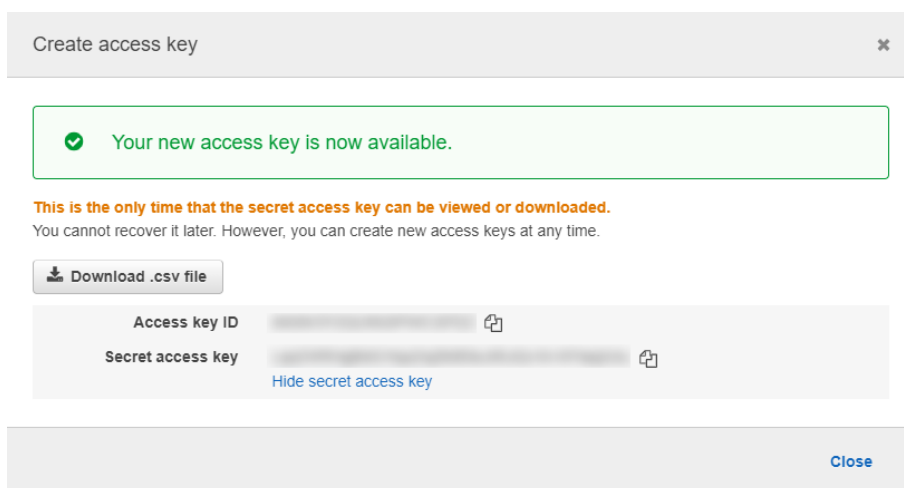 Create access key
Your new access key is now available.
This is the only time that the secret access key can be viewed or downloaded.
You cannot recover it later. However, you can create new access keys at any time.
Download .csv file
Access key ID
Secret access key
Hide secret access key
Close